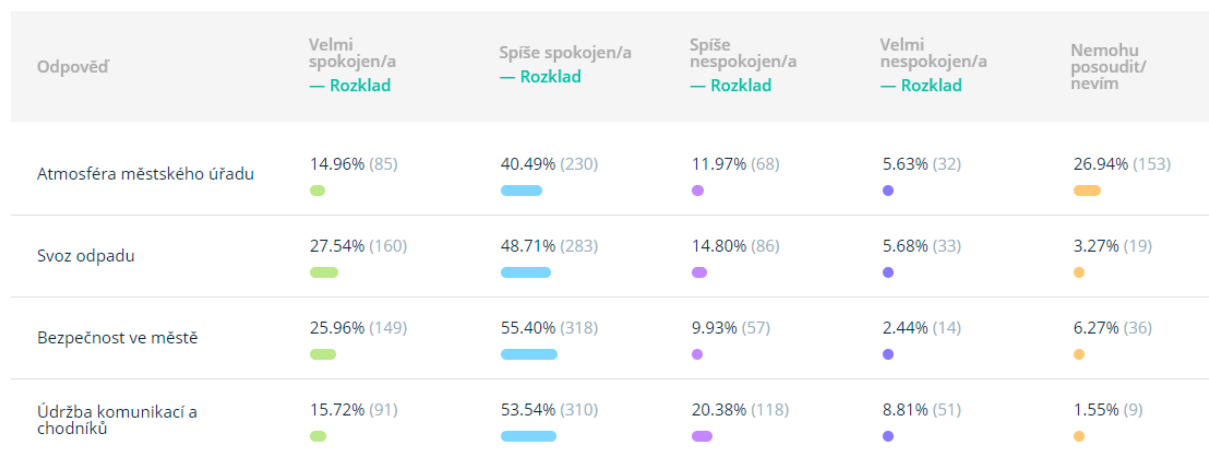 Odpověď
Velmi
spokojen/a
— Rozklad
Spíše spokojen/a
— Rozklad
Spíše
nespokojen/a
— Rozklad
Velmi
nespokojen/a
— Rozklad
Nemohu
posoudit/
nevím
Atmosféra městského úřadu
14.96% (85)
40.49% (230)
11.97% (68)
5.63% (32)
26.94% (153)
Svoz odpadu
27.54% (160)
48.71% (283)
14.80% (86)
5.68% (33)
3.27% (19)
Bezpečnost ve městě
25.96% (149)
55.40% (318)
9.93% (57)
2.44% (14)
6.27% (36)
Údržba komunikací a
chodníků
15.72% (91)
53.54% (310)
20.38% (118)
8.81% (51)
1.55% (9)